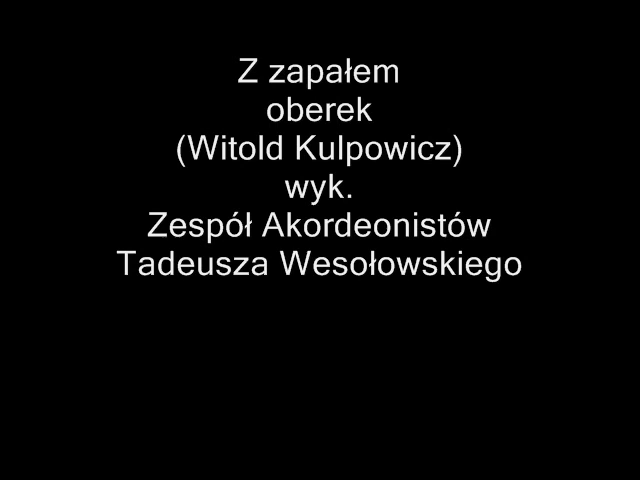 Z zapałem
oberek
(Witold Kulpowicz)
wyk.
Zespół Akordeonistów
Tadeusza Wesołowskiego